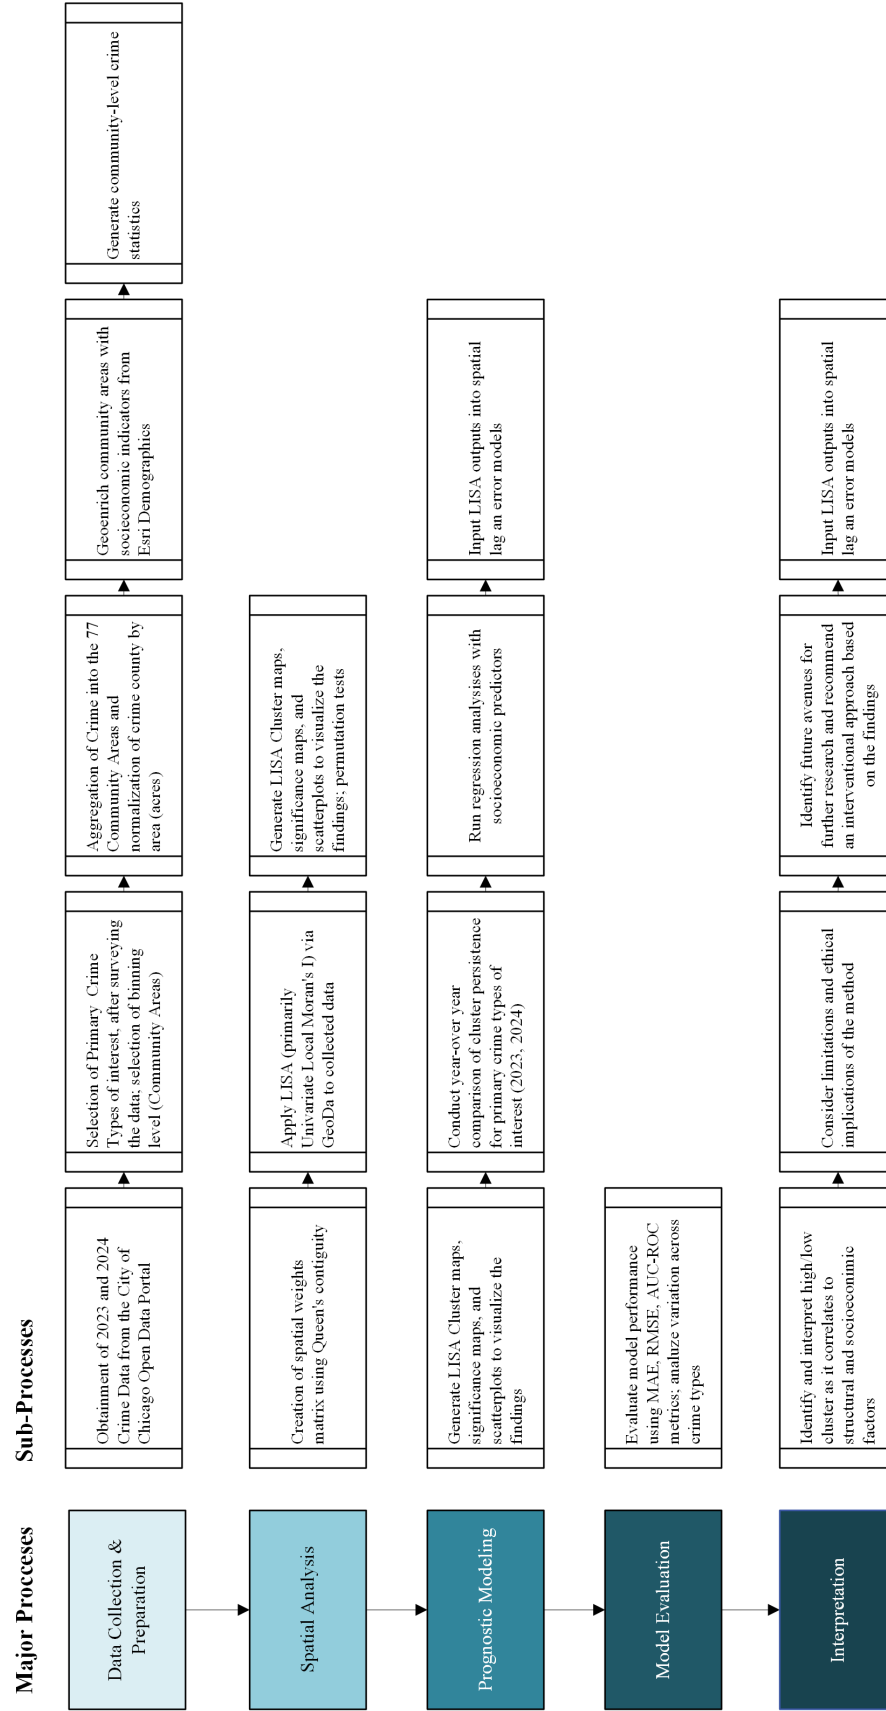 Major Proccesses
Sub-Processes
Data Collection &
Preparation
Obtainment of 2023 and 2024
Crime Data from the City of
Chicago Open Data Portal
Selection of Primary Crime
Types of interest, after surveying
the data; selection of binning
level (Community Areas)
Aggregation of Crime into the 77
Community Areas and
normalization of crime county by
area (acres)
Geoenrich community areas with
socieconomic indicators from
Esri Demographics
Generate community-level crime
statistics
Spatial Analysis
Creation of spatial weights
matrix using Queen's contiguity
Apply LISA (primarily
Univariate Local Moran's I) via
GeoDa to collected data
Generate LISA Cluster maps,
significance maps, and
scatterplots to visualize the
findings; permutation tests
Prognostic Modeling
Generate LISA Cluster maps,
significance maps, and
scatterplots to visualize the
findings
Conduct year-over year
comparison of cluster persistence
for primary crime types of
interest (2023, 2024)
Run regression analysises with
socioeconomic predictors
Input LISA outputs into spatial
lag an error models
Model Evaluation
Evaluate model performance
using MAE, RMSE, AUC-ROC
metrics; analuze variation across
crime types
Interpretation
Identify and interpret high/low
cluster as it correlates to
structural and socioeconimic
factors
Consider limitations and ethical
implications of the method
Identify future avenues for
further research and recommend
an interventional approach based
on the findings
Input LISA outputs into spatial
lag an error models